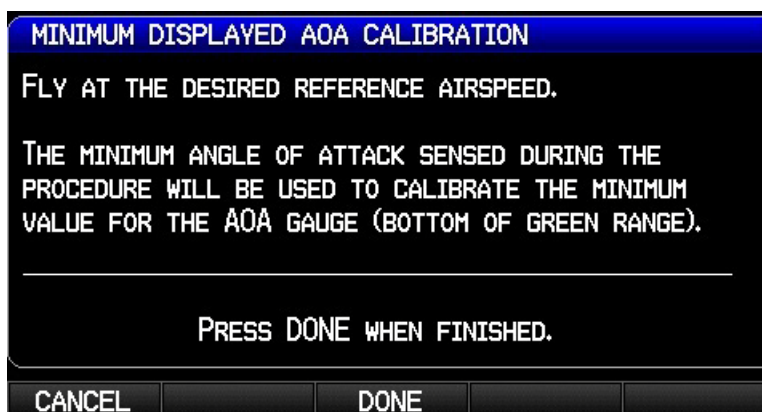 MINIMUM DISPLAYED AOA CALIBRATION
FLY AT THE DESIRED REFERENCE AIRSPEED.
THE MINIMUM ANGLE OF ATTACK SENSED DURING THE
PROCEDURE WILL BE USED TO CALIBRATE THE MINIMUM
VALUE FOR THE AOA GAUGE (BOTTOM OF GREEN RANGE).
PRESS DONE WHEN FINISHED.
CANCEL DONE